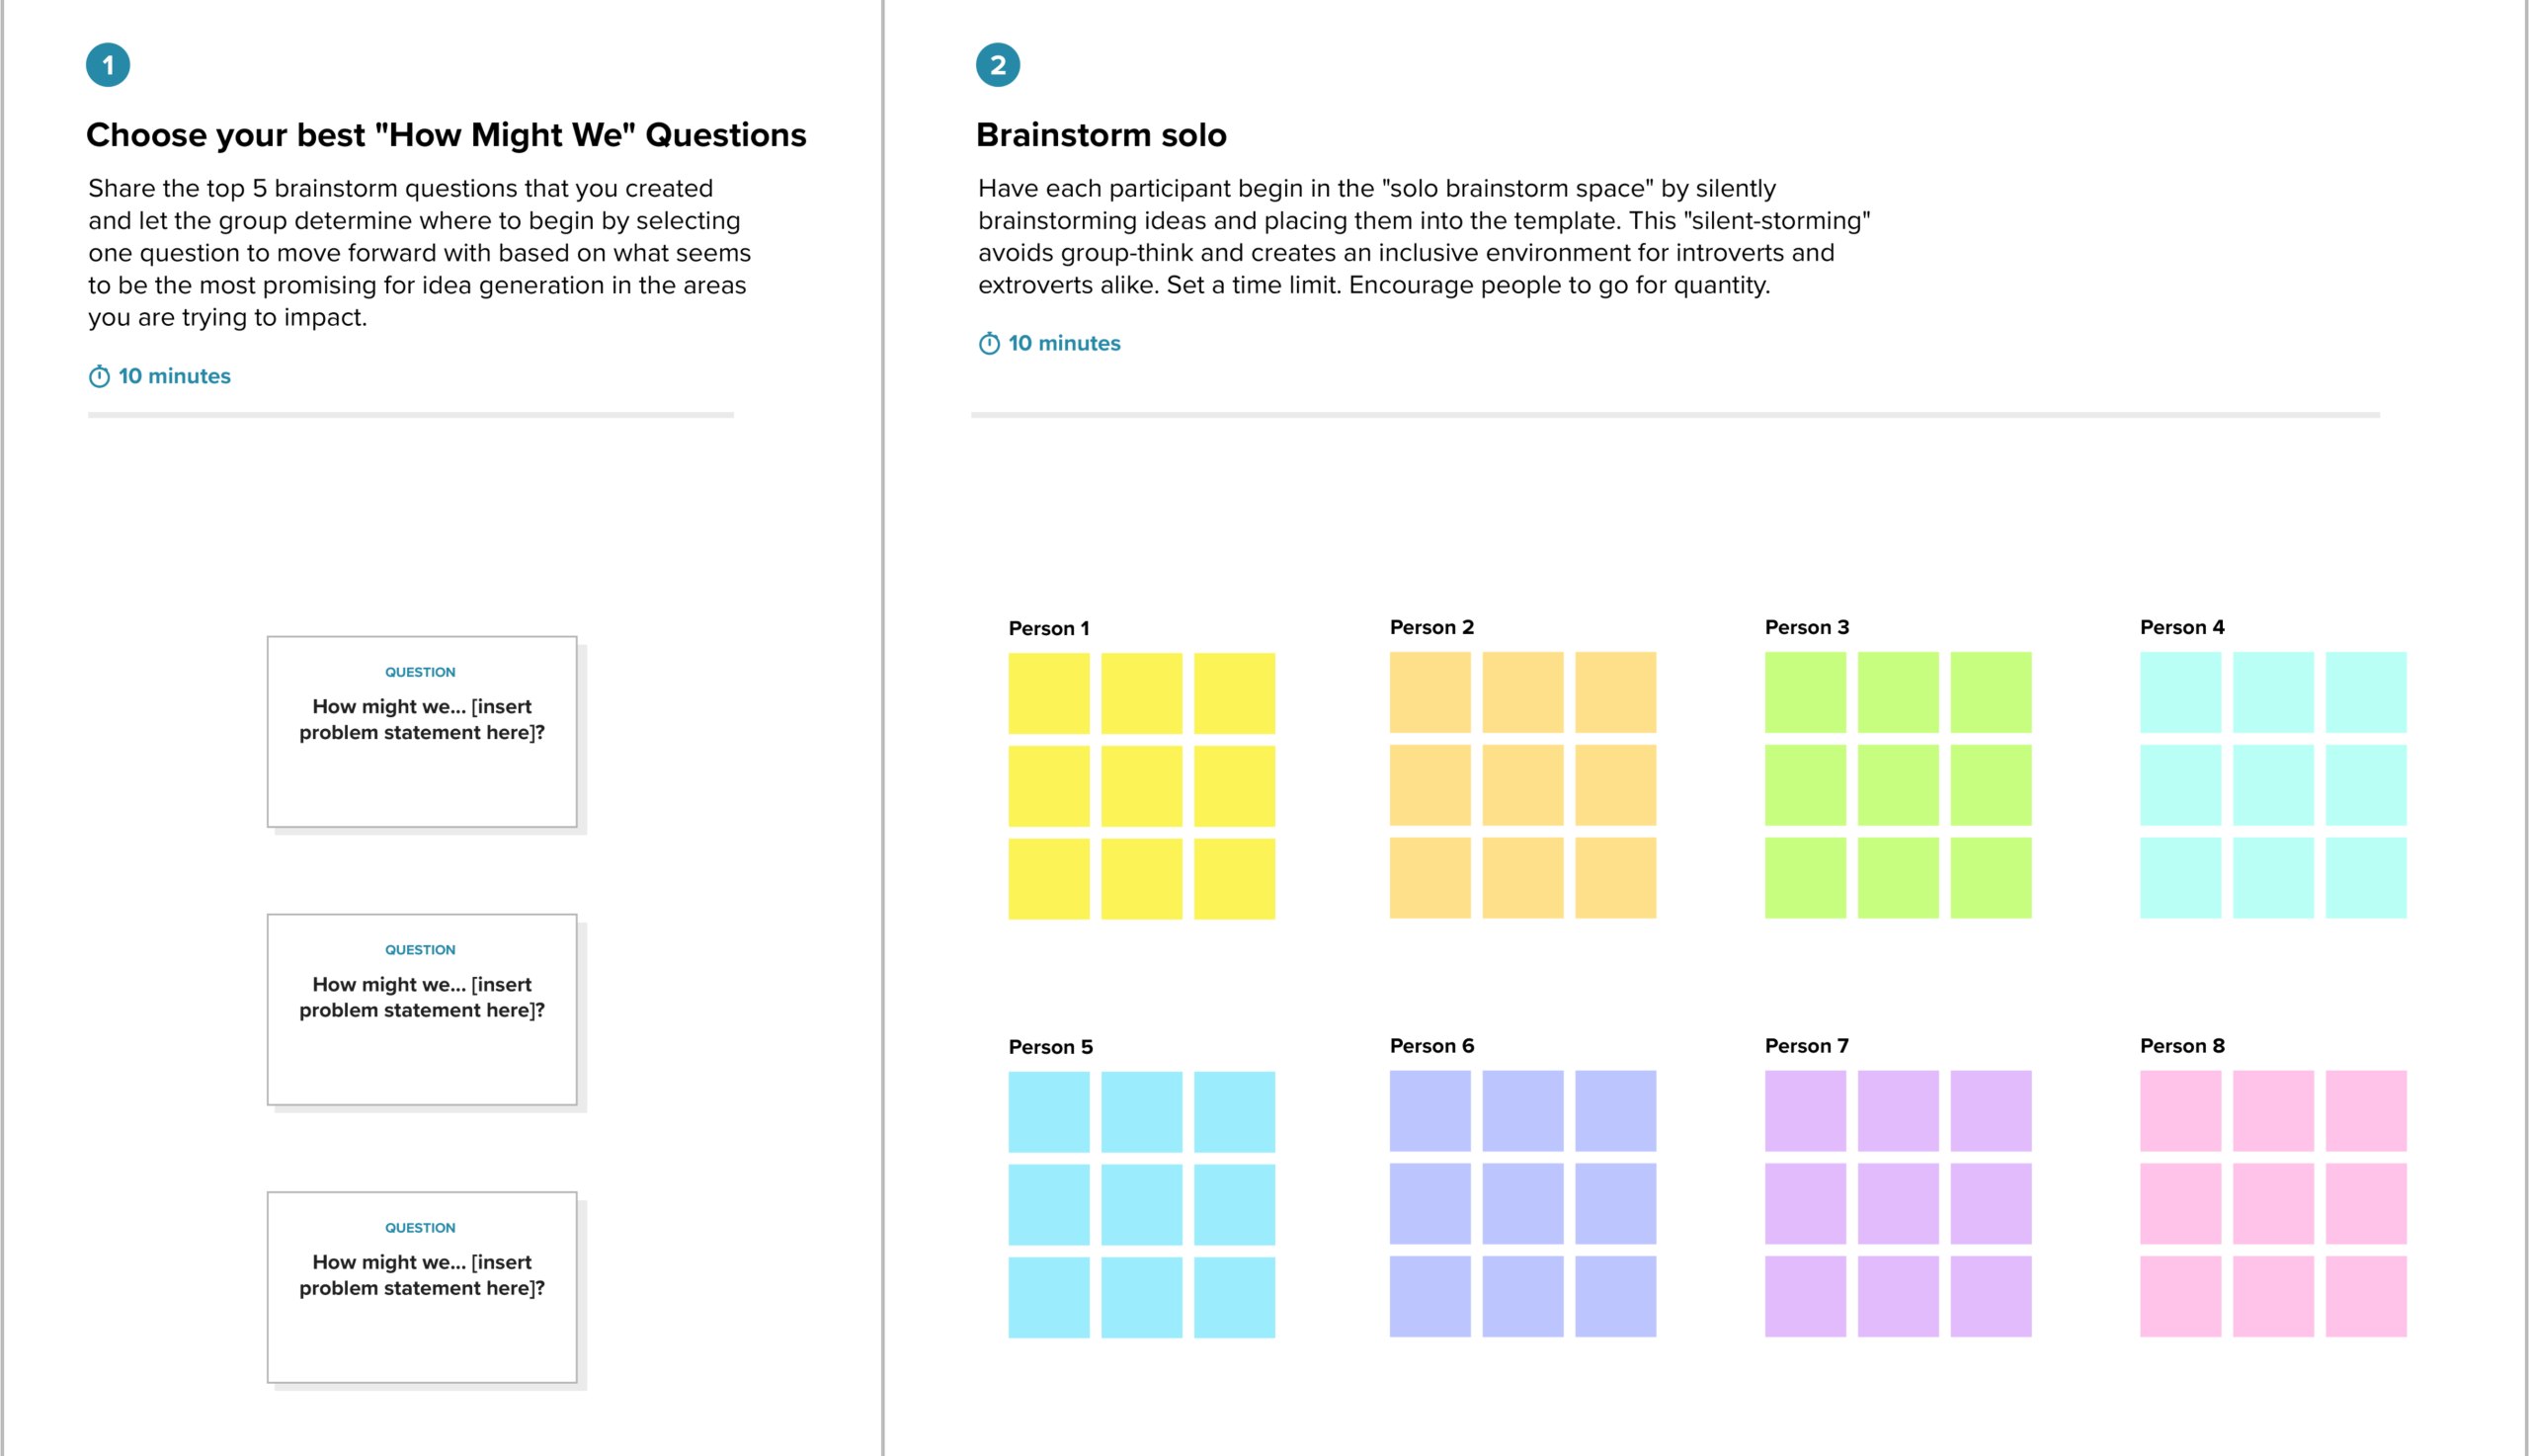 1
Choose your best "How Might We" Questions
Share the top 5 brainstorm questions that you created
and let the group determine where to begin by selecting
one question to move forward with based on what seems
to be the most promising for idea generation in the areas
you are trying to impact.
10 minutes
QUESTION
How might we... [insert
problem statement here]?
QUESTION
How might we... [insert
problem statement here]?
QUESTION
How might we... [insert
problem statement here]?
2
Brainstorm solo
Have each participant begin in the "solo brainstorm space" by silently
brainstorming ideas and placing them into the template. This "silent-storming"
avoids group-think and creates an inclusive environment for introverts and
extroverts alike. Set a time limit. Encourage people to go for quantity.
10 minutes
Person 1
Person 2
Person 3
Person 4
Person 5
Person 6
Person 7
Person 8